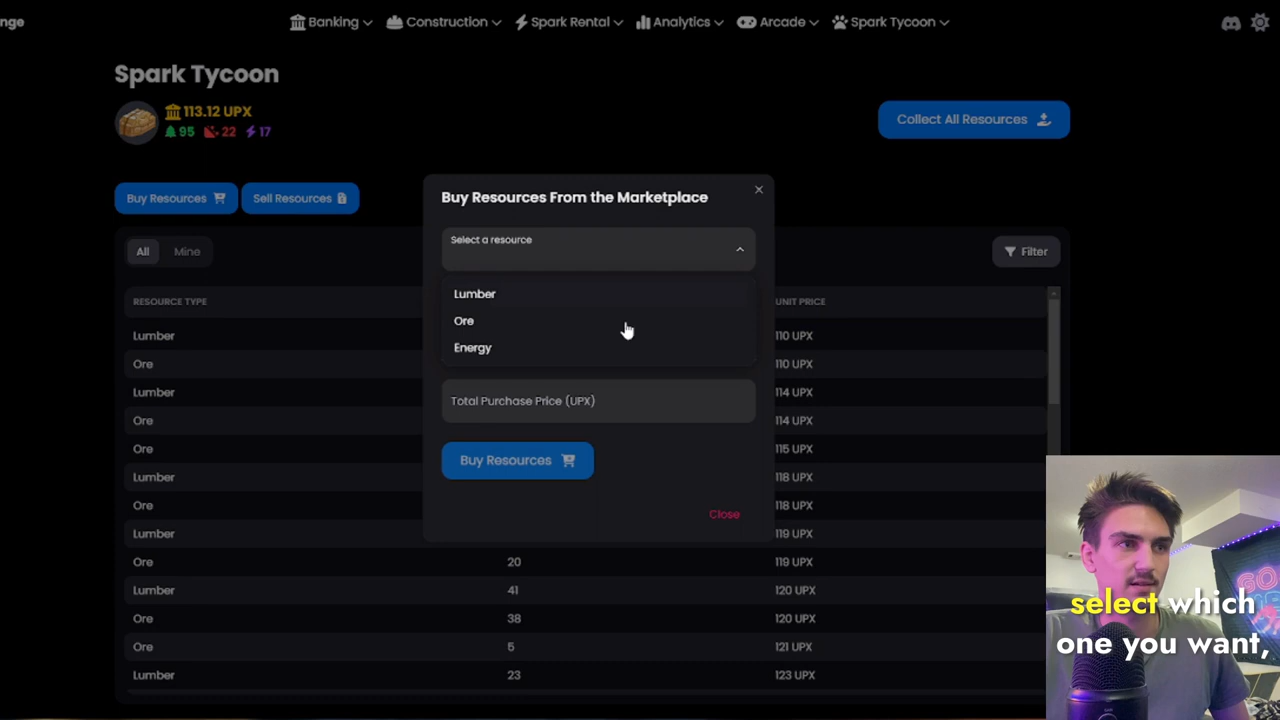 nge
Banking
Construction
Spark Rental
Analytics
Arcade
Spark Tycoon
Spark Tycoon
113.12 UPX
95
22
17
Collect All Resources
Buy Resources
Sell Resources
All
Mine
Filter
RESOURCE TYPE
UNIT PRICE
Lumber
110 UPX
Ore
110 UPX
Lumber
114 UPX
Ore
114 UPX
Ore
115 UPX
Lumber
118 UPX
Ore
118 UPX
Lumber
119 UPX
Ore
20
119 UPX
Lumber
41
120 UPX
Ore
38
120 UPX
Ore
5
121 UPX
Lumber
23
123 UPX
Buy Resources From the Marketplace
Select a resource
Lumber
Ore
Energy
Total Purchase Price (UPX)
Buy Resources
Close
select which
one you want,